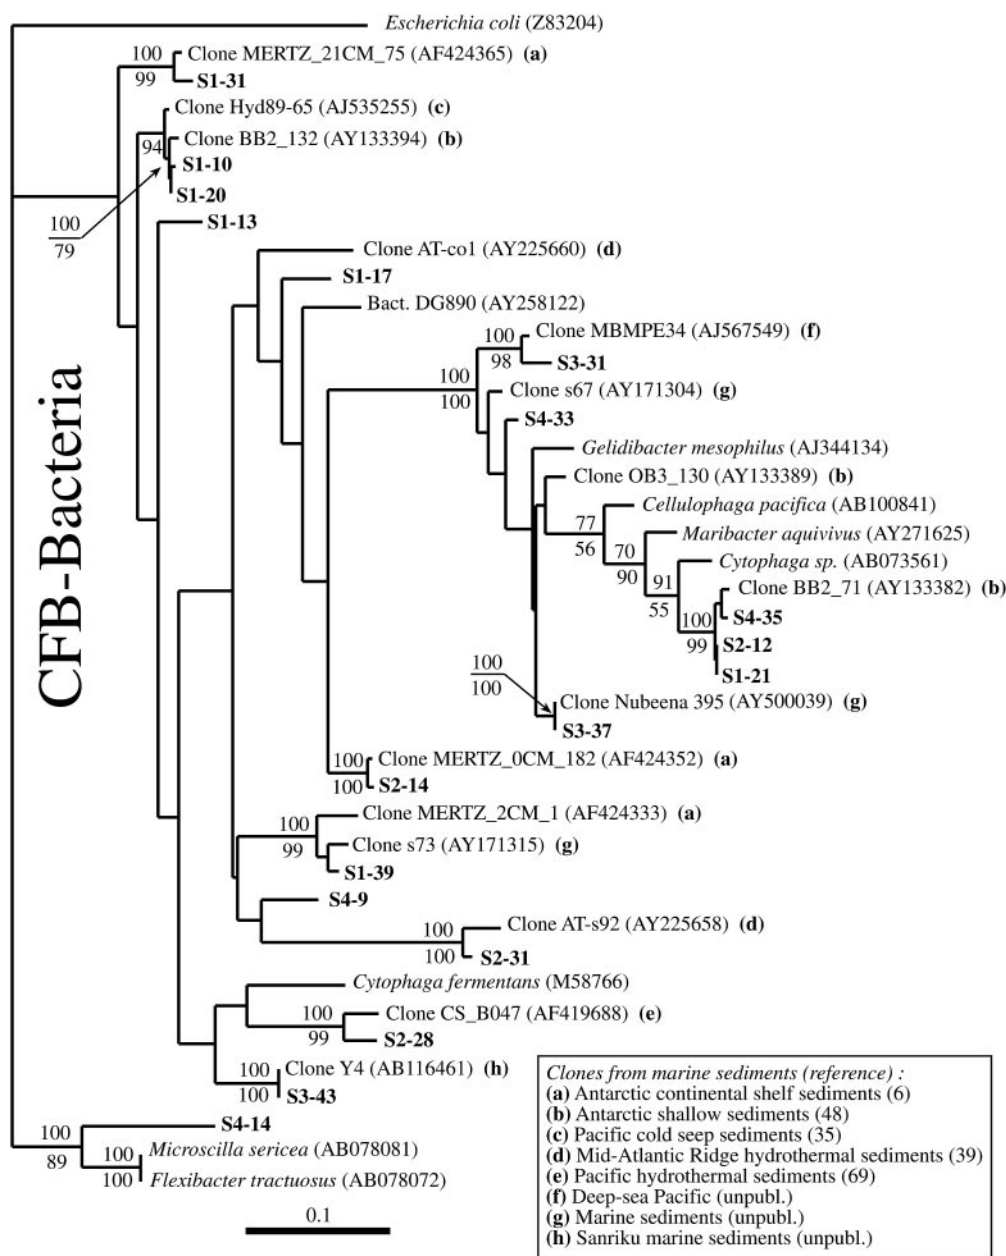 Escherichia coli (Z83204)
100
99
Clone MERTZ_21CM_75 (AF424365) (a)
S1-31
Clone Hyd89-65 (AJ535255) (c)
94
Clone BB2_132 (AY133394) (b)
S1-10
S1-20
100
79
S1-13
Clone AT-co1 (AY225660) (d)
S1-17
Bact. DG890 (AY258122)
100
98
Clone MBMPE34 (AJ567549) (f)
S3-31
100
100
Clone s67 (AY171304) (g)
S4-33
Gelidibacter mesophilus (AJ344134)
Clone OB3_130 (AY133389) (b)
Cellulophaga pacifica (AB100841)
77
56
Maribacter aquivivus (AY271625)
70
90
Cytophaga sp. (AB073561)
91
55
Clone BB2_71 (AY133382) (b)
S4-35
100
99
S2-12
S1-21
100
100
Clone Nubeena 395 (AY500039) (g)
S3-37
100
100
Clone MERTZ_0CM_182 (AF424352) (a)
S2-14
Clone MERTZ_2CM_1 (AF424333) (a)
100
99
Clone s73 (AY171315) (g)
S1-39
S4-9
Clone AT-s92 (AY225658) (d)
100
100
S2-31
Cytophaga fermentans (M58766)
100
99
Clone CS_B047 (AF419688) (e)
S2-28
100
100
Clone Y4 (AB116461) (h)
S3-43
S4-14
100
89
100
100
Microscilla sericea (AB078081)
Flexibacter tractuosus (AB078072)
0.1
CFB-Bacteria
Clones from marine sediments (reference) :
(a) Antarctic continental shelf sediments (6)
(b) Antarctic shallow sediments (48)
(c) Pacific cold seep sediments (35)
(d) Mid-Atlantic Ridge hydrothermal sediments (39)
(e) Pacific hydrothermal sediments (69)
(f) Deep-sea Pacific (unpubl.)
(g) Marine sediments (unpubl.)
(h) Sanriku marine sediments (unpubl.)